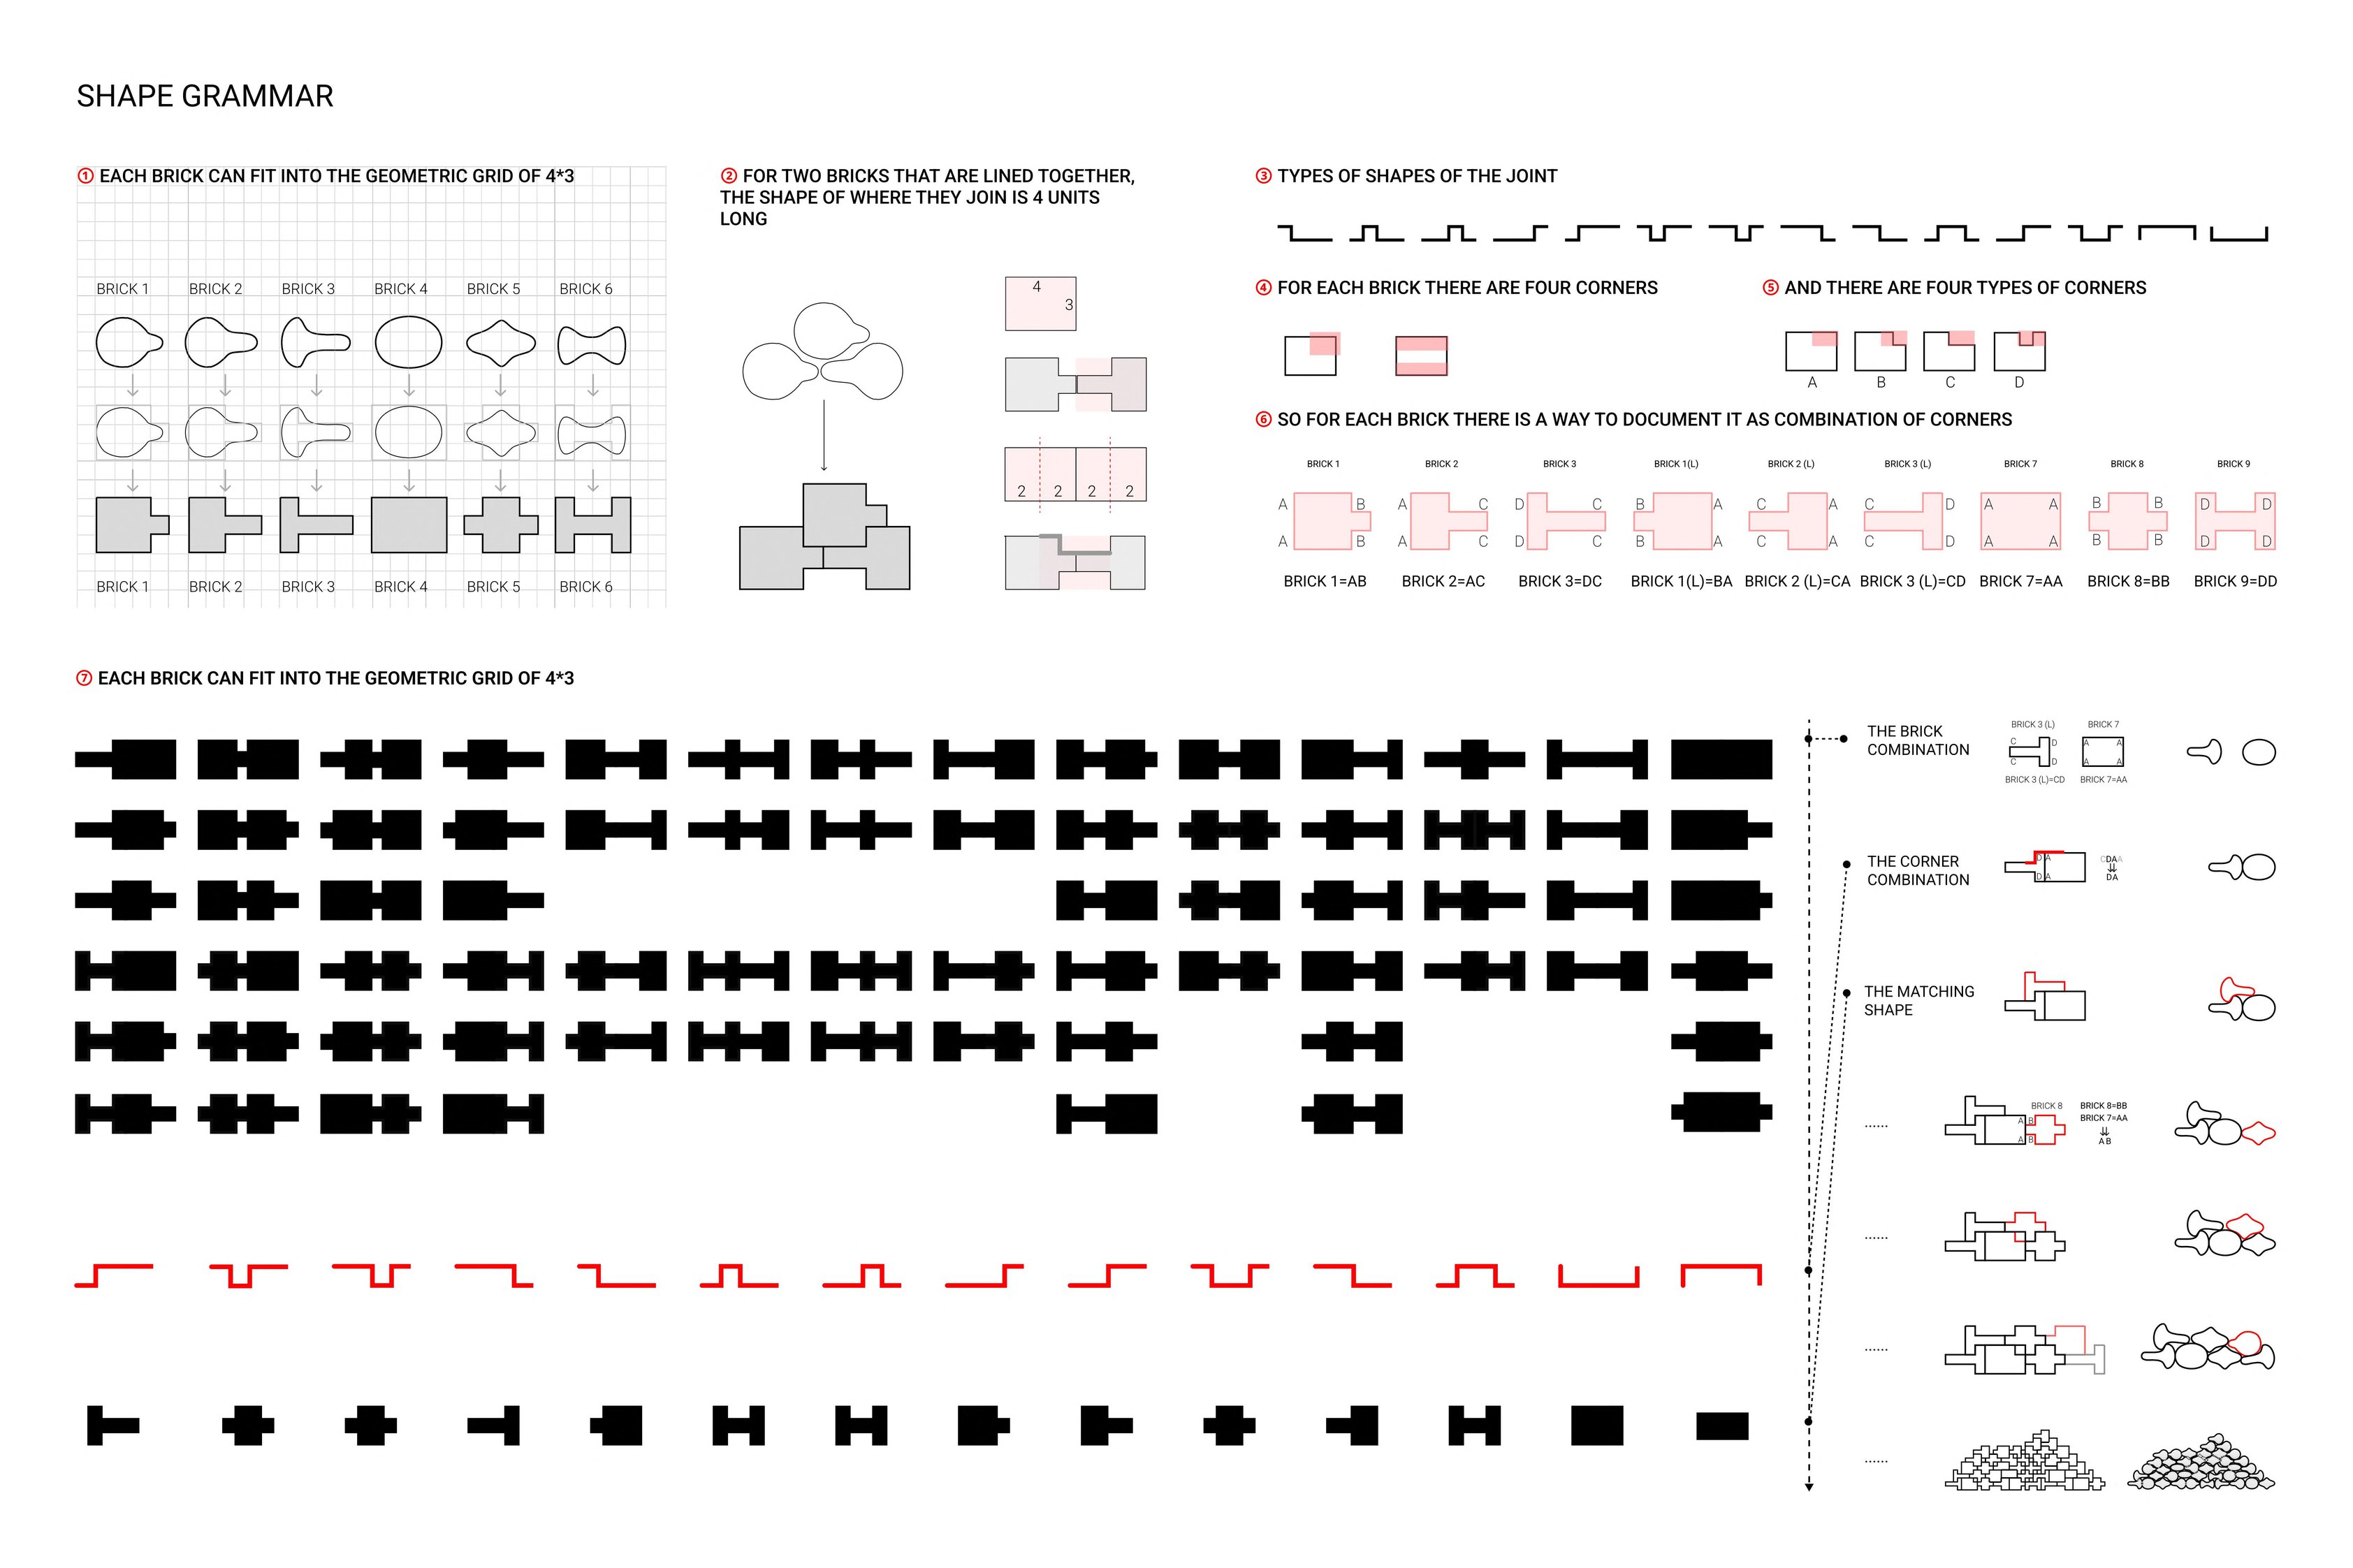 SHAPE GRAMMAR
① EACH BRICK CAN FIT INTO THE GEOMETRIC GRID OF 4*3
BRICK 1 BRICK 2 BRICK 3 BRICK 4 BRICK 5 BRICK 6
BRICK 1 BRICK 2 BRICK 3 BRICK 4 BRICK 5 BRICK 6
② FOR TWO BRICKS THAT ARE LINED TOGETHER,
THE SHAPE OF WHERE THEY JOIN IS 4 UNITS
LONG
4
3
2 2 2 2
③ TYPES OF SHAPES OF THE JOINT
④ FOR EACH BRICK THERE ARE FOUR CORNERS
⑤ AND THERE ARE FOUR TYPES OF CORNERS
A B C D
⑥ SO FOR EACH BRICK THERE IS A WAY TO DOCUMENT IT AS COMBINATION OF CORNERS
BRICK 1 BRICK 2 BRICK 3 BRICK 1(L) BRICK 2 (L) BRICK 3 (L) BRICK 7 BRICK 8 BRICK 9
A B A C D C B A C A C D A A B B D D
A B A C D C B A C A C D A A B B D D
BRICK 1=AB BRICK 2=AC BRICK 3=DC BRICK 1(L)=BA BRICK 2 (L)=CA BRICK 3 (L)=CD BRICK 7=AA BRICK 8=BB BRICK 9=DD
⑦ EACH BRICK CAN FIT INTO THE GEOMETRIC GRID OF 4*3
THE BRICK
COMBINATION
BRICK 3 (L) BRICK 7
C D A A
C D A A
BRICK 3 (L)=CD BRICK 7=AA
THE CORNER
COMBINATION
D A
D A
CDAA
DA
THE MATCHING
SHAPE
......
BRICK 8
A B
A B
BRICK 8=BB
BRICK 7=AA
A B
......
......
......